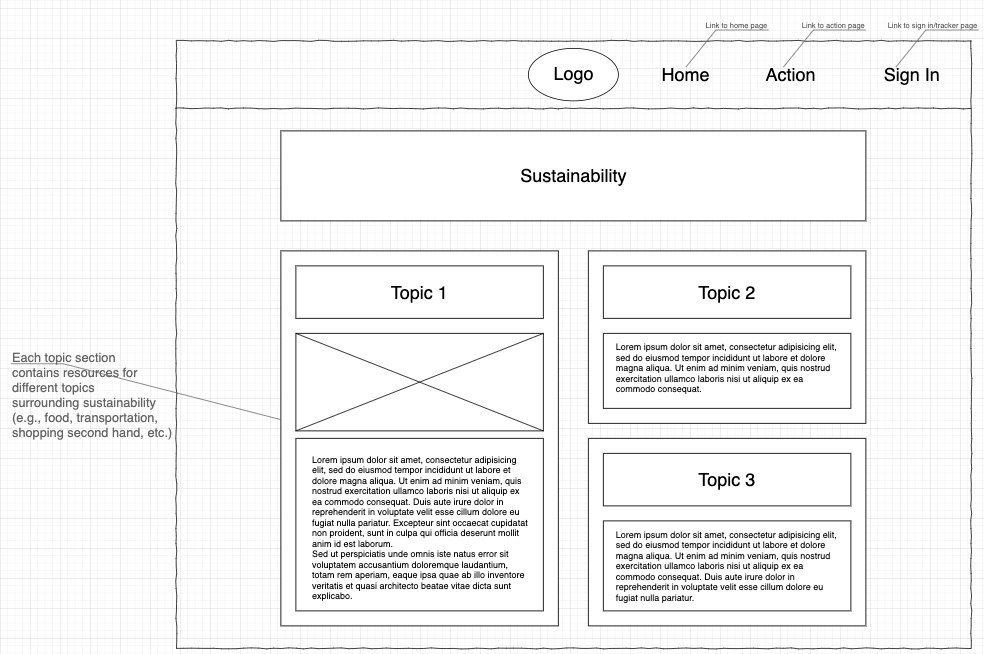 Link to home page
Link to action page
Link to sign in/tracker page
Logo
Home
Action
Sign In
Sustainability
Each topic section
contains resources for
different topics
surrounding sustainability
(e.g., food, transportation,
shopping second hand, etc.)
Topic 1
Lorem ipsum dolor sit amet, consectetur adipisicing
elit, sed do eiusmod tempor incididunt ut labore et
dolore magna aliqua. Ut enim ad minim veniam, quis
nostrud exercitation ullamco laboris nisi ut aliquip ex
ea commodo consequat. Duis aute irure dolor in
reprehenderit in voluptate velit esse cillum dolore eu
fugiat nulla pariatur. Excepteur sint occaecat cupidatat
non proident, sunt in culpa qui officia deserunt mollit
anim id est laborum.
Sed ut perspiciatis unde omnis iste natus error sit
voluptatem accusantium doloremque laudantium,
totam rem aperiam, eaque ipsa quae ab illo inventore
veritatis et quasi architecto beatae vitae dicta sunt
explicabo.
Topic 2
Lorem ipsum dolor sit amet, consectetur adipisicing elit,
sed do eiusmod tempor incididunt ut labore et dolore
magna aliqua. Ut enim ad minim veniam, quis nostrud
exercitation ullamco laboris nisi ut aliquip ex ea
commodo consequat.
Topic 3
Lorem ipsum dolor sit amet, consectetur adipisicing elit,
sed do eiusmod tempor incididunt ut labore et dolore
magna aliqua. Ut enim ad minim veniam, quis nostrud
exercitation ullamco laboris nisi ut aliquip ex ea
commodo consequat. Duis aute irure dolor in
reprehenderit in voluptate velit esse cillum dolore eu
fugiat nulla pariatur.